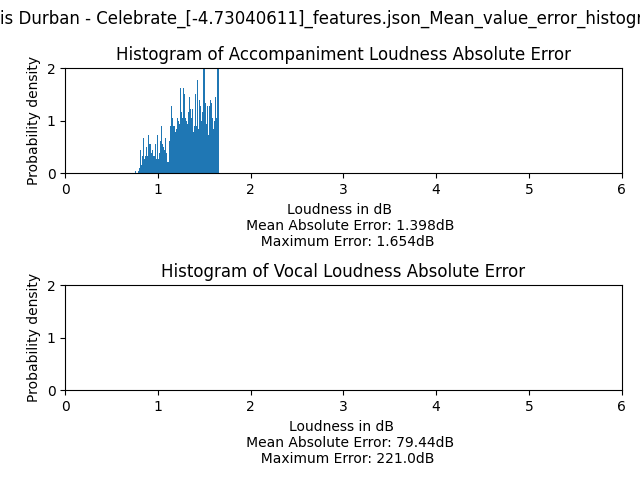 is Durban - Celebrate_[-4.73040611]_features.json_Mean_value_error_histogr
Histogram of Accompaniment Loudness Absolute Error
Probability density
2
1
0
0 1 2 3 4 5 6
Loudness in dB
Mean Absolute Error: 1.398dB
Maximum Error: 1.654dB
Histogram of Vocal Loudness Absolute Error
Probability density
2
1
0
0 1 2 3 4 5 6
Loudness in dB
Mean Absolute Error: 79.44dB
Maximum Error: 221.0dB